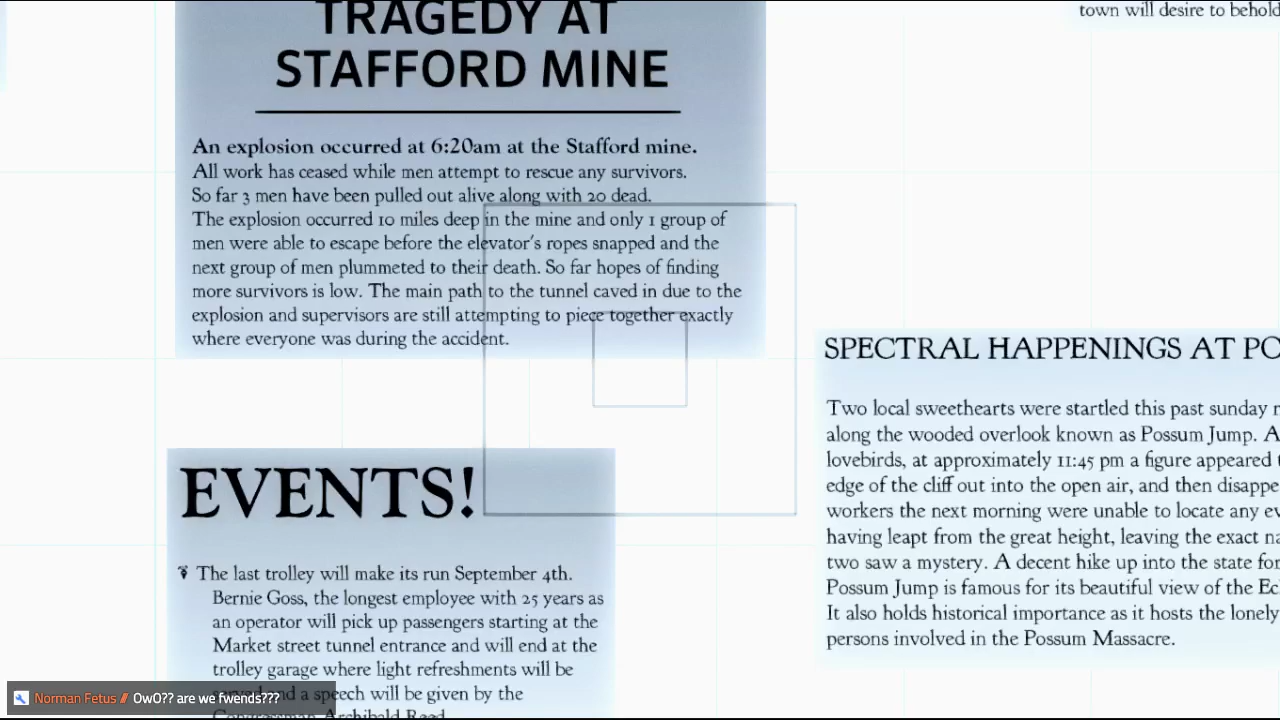 town will desire to behold
TRAGEDY AT
STAFFORD MINE
An explosion occurred at 6:20am at the Stafford mine.
All work has ceased while men attempt to rescue any survivors.
So far 3 men have been pulled out alive along with 20 dead.
The explosion occurred 10 miles deep in the mine and only 1 group of
men were able to escape before the elevator's ropes snapped and the
next group of men plummeted to their death. So far hopes of finding
more survivors is low. The main path to the tunnel caved in due to the
explosion and supervisors are still attempting to piece together exactly
where everyone was during the accident.
SPECTRAL HAPPENINGS AT PO
Two local sweethearts were startled this past sunday
along the wooded overlook known as Possum Jump. A
lovebirds, at approximately 11:45 pm a figure appeared
edge of the cliff out into the open air, and then disappe
workers the next morning were unable to locate any ev
having leapt from the great height, leaving the exact na
two saw a mystery. A decent hike up into the state for
Possum Jump is famous for its beautiful view of the Ec
It also holds historical importance as it hosts the lonely
persons involved in the Possum Massacre.
EVENTS!
The last trolley will make its run September 4th.
Bernie Goss, the longest employee with 25 years as
an operator will pick up passengers starting at the
Market street tunnel entrance and will end at the
trolley garage where light refreshments will be
served and a speech will be given by the
Congressman Archibald Reed
Norman Fetus // OwO?? are we fwends???